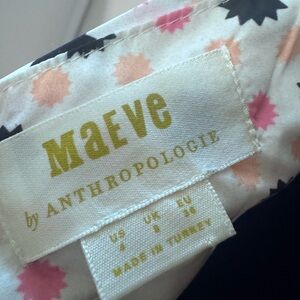 MaEVe
by ANTHROPOLOGIE
US UK EU
4 8 36
MADE IN TURKEY